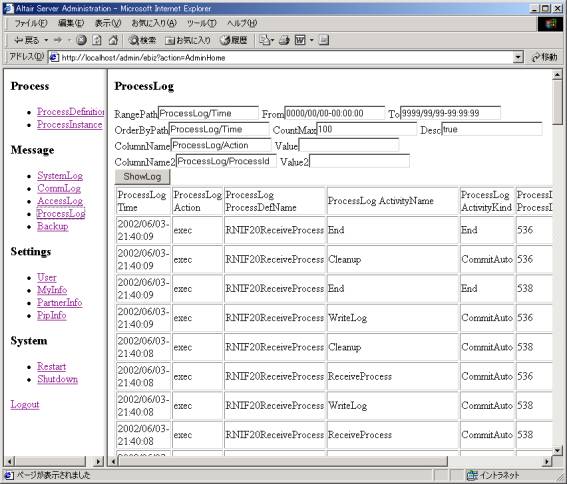 Altair Server Administration - Microsoft Internet Explorer
ファイル(F) 編集(E) 表示(V) お気に入り(A) ツール(T) ヘルプ(H)
戻る 検索 お気に入り 履歴
アドレス(D) http://localhost/admin/ebiz?action=AdminHome 移動
Process
ProcessDefinition
ProcessInstance
Message
SystemLog
CommLog
AccessLog
ProcessLog
Backup
Settings
User
MyInfo
PartnerInfo
PipInfo
System
Restart
Shutdown
Logout
ProcessLog
RangePath ProcessLog/Time From 0000/00/00-00:00:00 To 9999/99/99-99:99:99
OrderByPath ProcessLog/Time CountMax 100 Desc true
ColumnName ProcessLog/Action Value
ColumnName2 ProcessLog/ProcessId Value2
ShowLog
ProcessLog Time ProcessLog Action ProcessLog ProcessDefName ProcessLog ActivityName ProcessLog ActivityKind
2002/06/03-21:40:09 exec RNIF20ReceiveProcess End End 536
2002/06/03-21:40:09 exec RNIF20ReceiveProcess Cleanup CommitAuto 536
2002/06/03-21:40:09 exec RNIF20ReceiveProcess End End 538
2002/06/03-21:40:09 exec RNIF20ReceiveProcess WriteLog CommitAuto 536
2002/06/03-21:40:08 exec RNIF20ReceiveProcess Cleanup CommitAuto 538
2002/06/03-21:40:08 exec RNIF20ReceiveProcess ReceiveProcess CommitAuto 536
2002/06/03-21:40:08 exec RNIF20ReceiveProcess WriteLog CommitAuto 538
2002/06/03-21:40:08 exec RNIF20ReceiveProcess ReceiveProcess CommitAuto 538
ページが表示されました イントラネット